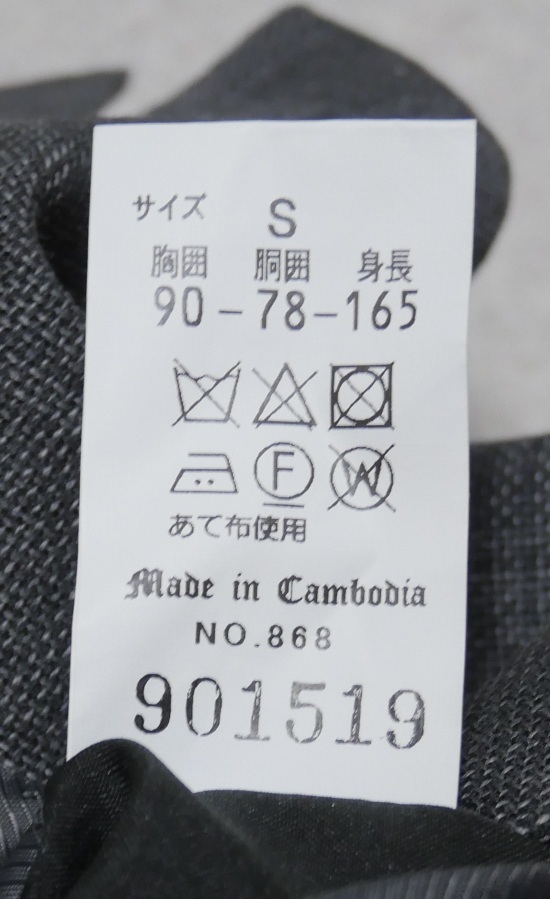 サイズ S
胸囲 胴囲 身長
90-78-165
F W
あて布使用
Made in Cambodia
NO.868
901519